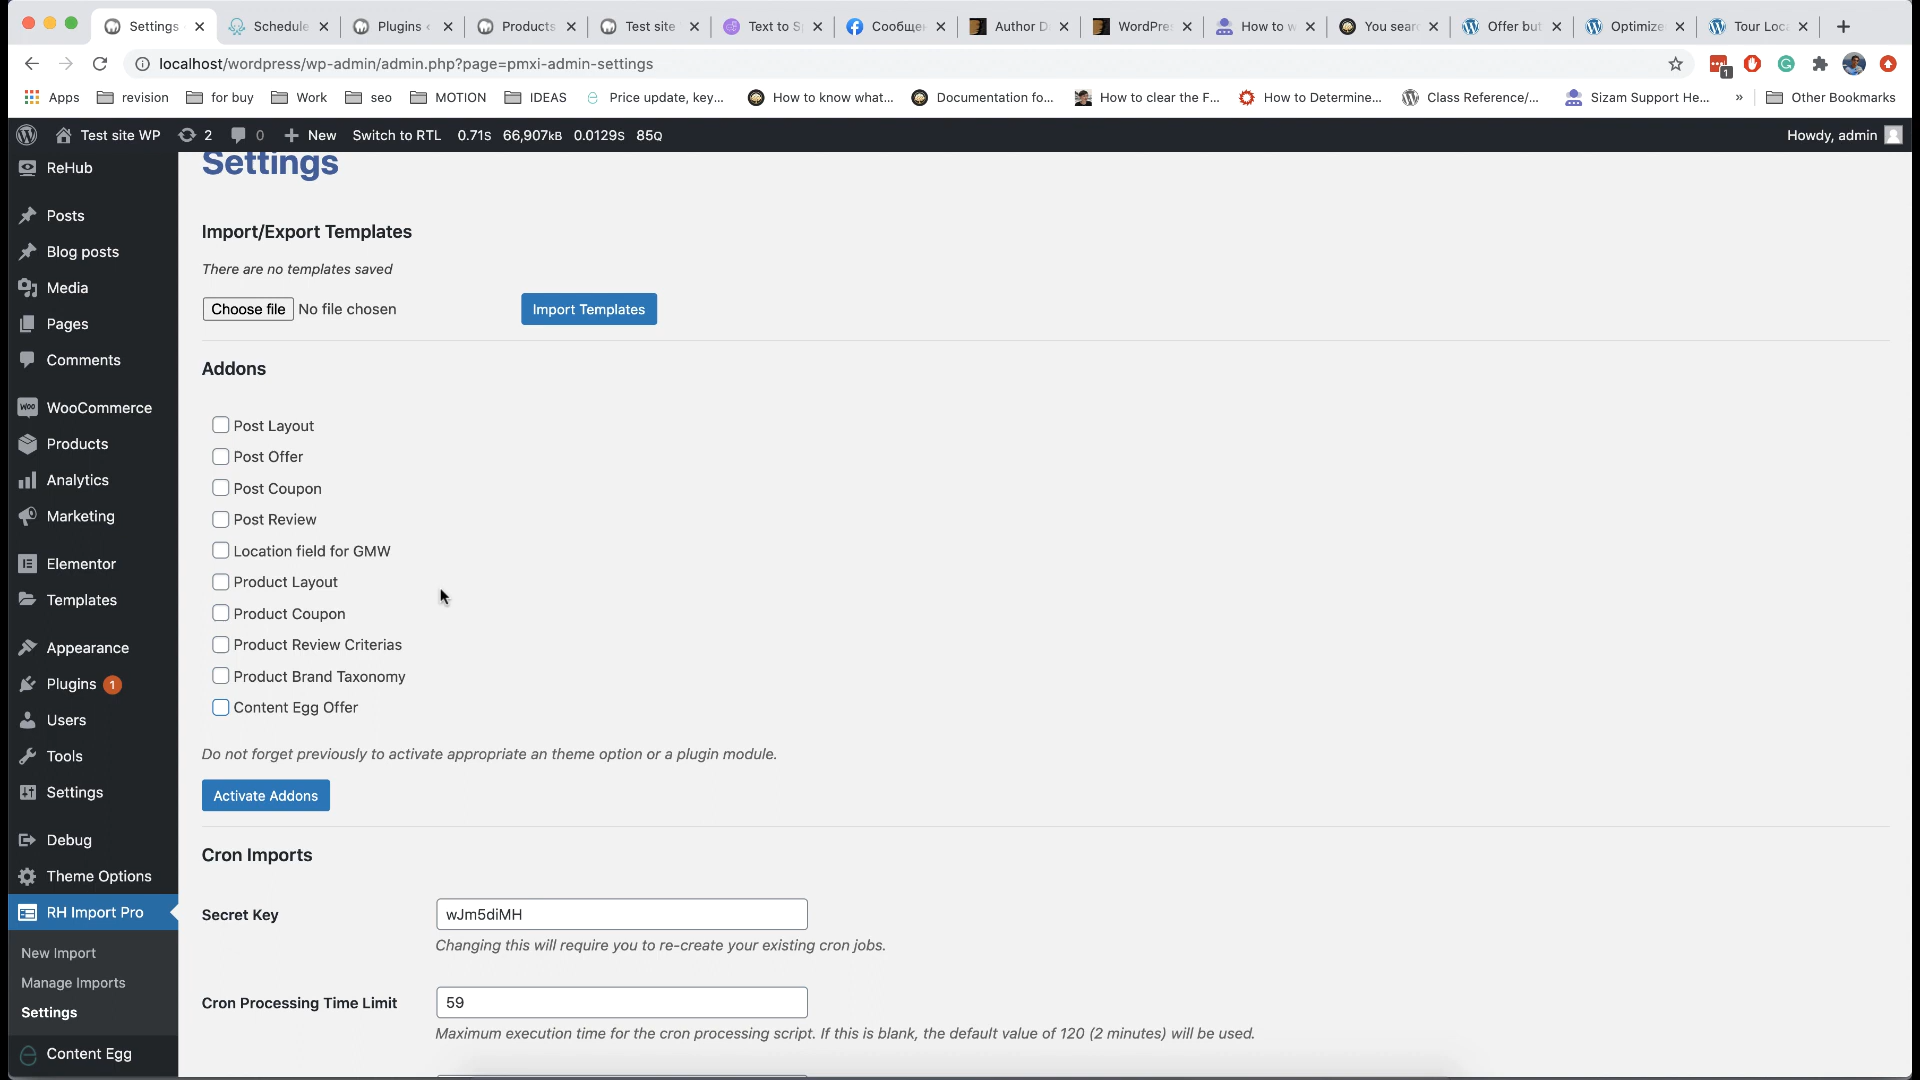 Settings
Schedule
Plugins <
Products
Test site
Text to S
Сообще
Author D
WordPre
How to w
You sear
Offer but
Optimize
Tour Loc
localhost/wordpress/wp-admin/admin.php?page=pmxi-admin-settings
1
Apps
revision
for buy
Work
seo
MOTION
IDEAS
Price update, key...
How to know what...
Documentation fo...
How to clear the F...
How to Determine...
Class Reference/...
Sizam Support He...
»
Other Bookmarks
Test site WP
2
0
New
Switch to RTL
0.71S 66,907KB 0.0129S 85Q
Howdy, admin
ReHub
Posts
Blog posts
Media
Pages
Comments
WooCommerce
Products
Analytics
Marketing
Elementor
Templates
Appearance
Plugins 1
Users
Tools
Settings
Debug
Theme Options
RH Import Pro
New Import
Manage Imports
Settings
Content Egg
Settings
Import/Export Templates
There are no templates saved
Choose file No file chosen
Import Templates
Addons
Post Layout
Post Offer
Post Coupon
Post Review
Location field for GMW
Product Layout
Product Coupon
Product Review Criterias
Product Brand Taxonomy
Content Egg Offer
Do not forget previously to activate appropriate an theme option or a plugin module.
Activate Addons
Cron Imports
Secret Key
wJm5diMH
Changing this will require you to re-create your existing cron jobs.
Cron Processing Time Limit
59
Maximum execution time for the cron processing script. If this is blank, the default value of 120 (2 minutes) will be used.